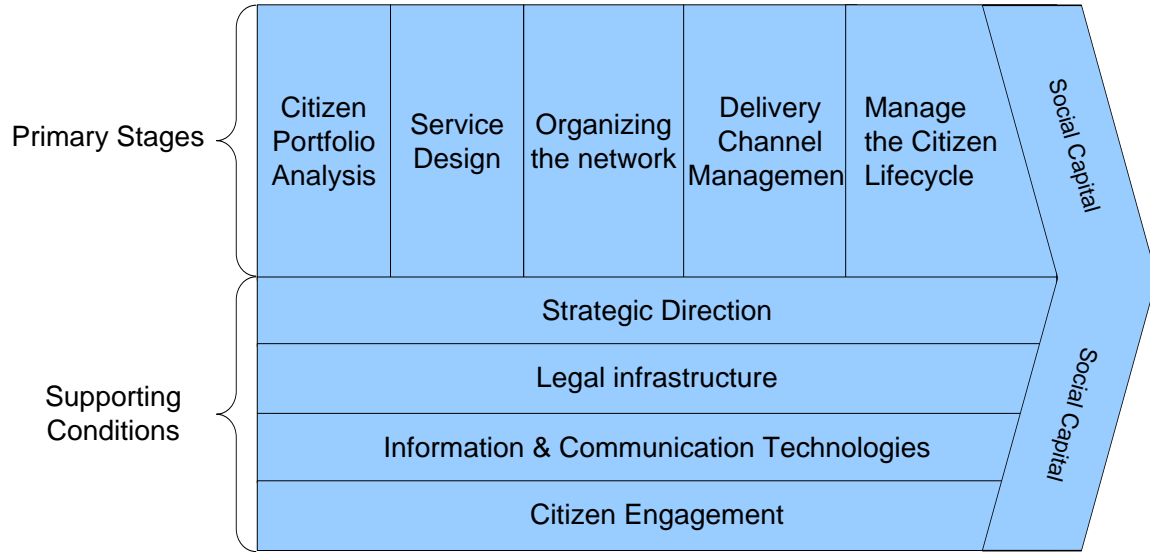 Primary Stages
Citizen
Portfolio
Analysis
Service
Design
Organizing
the network
Delivery
Channel
Managemen
Manage
the Citizen
Lifecycle
Social Capital
Supporting
Conditions
Strategic Direction
Legal infrastructure
Information & Communication Technologies
Citizen Engagement
Social Capital